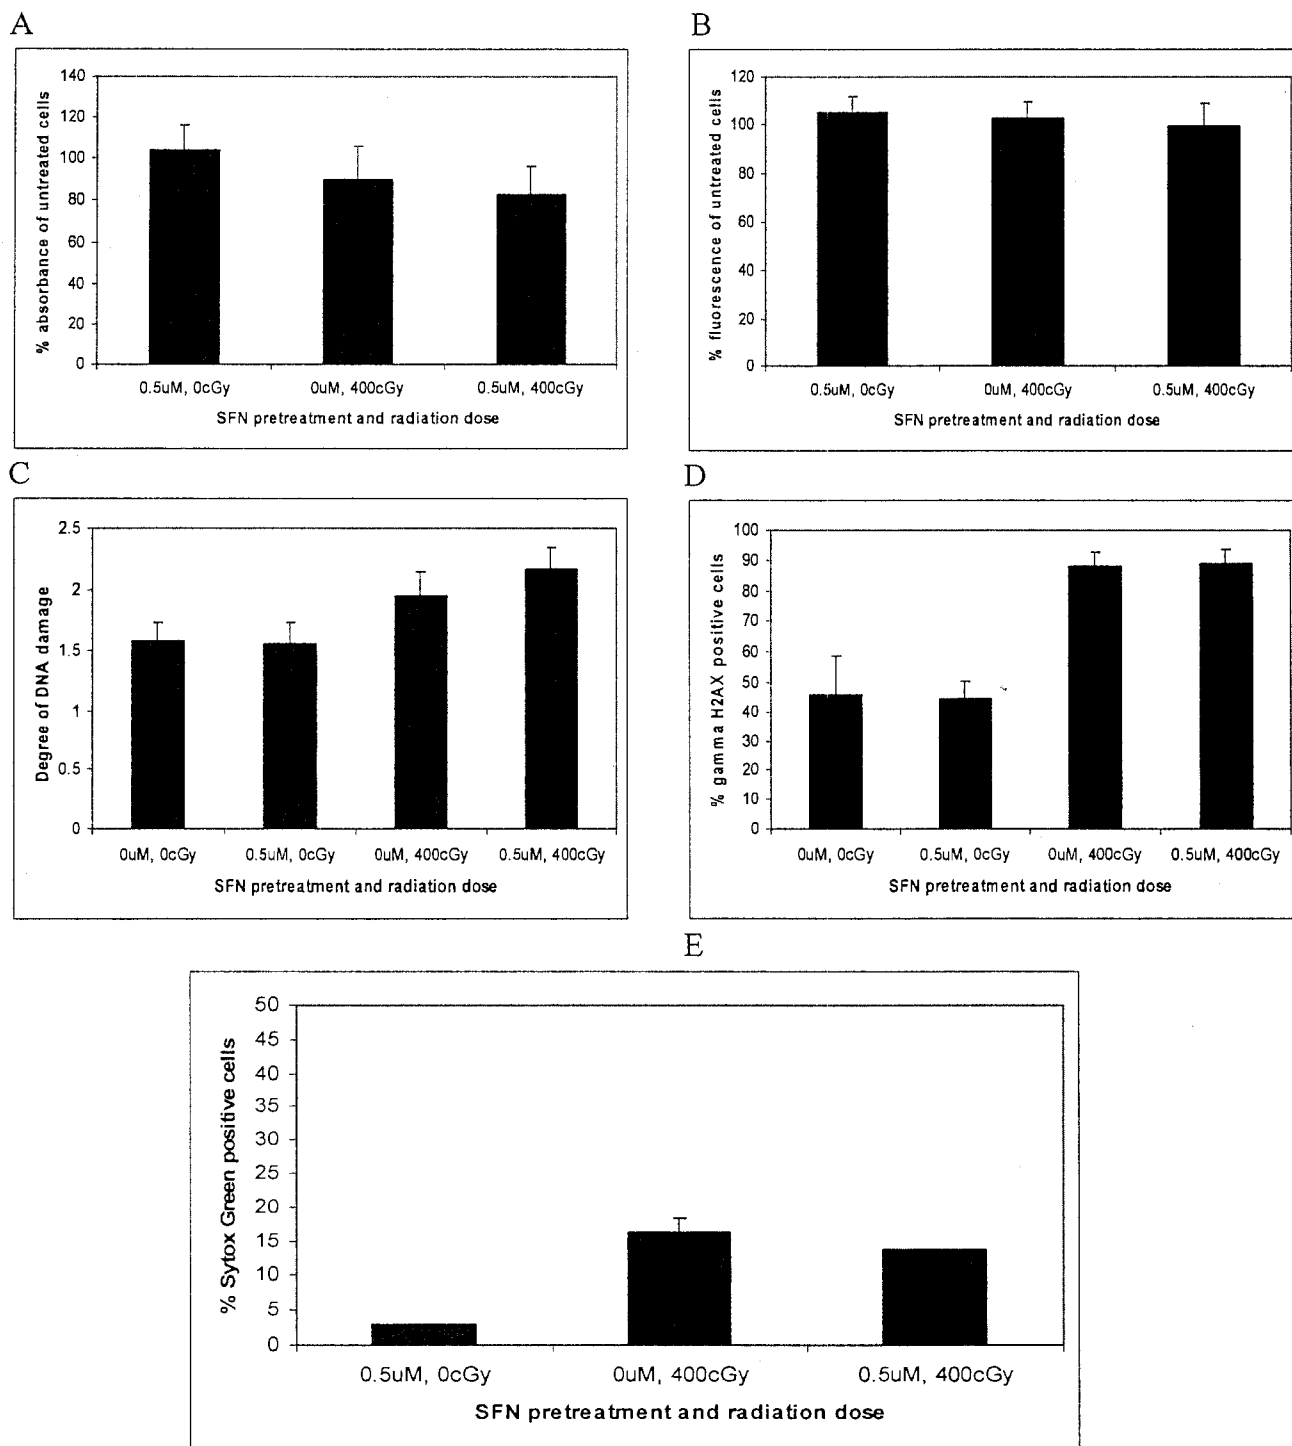 A
% absorbance of untreated cells
140
120
100
80
60
40
20
0
0.5uM, 0cGy 0uM, 400cGy 0.5uM, 400cGy
SFN pretreatment and radiation dose
B
% fluorescence of untreated cells
120
100
80
60
40
20
0
0.5uM, 0cGy 0uM, 400cGy 0.5uM, 400cGy
SFN pretreatment and radiation dose
C
Degree of DNA damage
2.5
2
1.5
1
0.5
0
0uM, 0cGy 0.5uM, 0cGy 0uM, 400cGy 0.5uM, 400cGy
SFN pretreatment and radiation dose
D
% gamma H2AX positive cells
100
90
80
70
60
50
40
30
20
10
0
0uM, 0cGy 0.5uM, 0cGy 0uM, 400cGy 0.5uM, 400cGy
SFN pretreatment and radiation dose
E
% Sytox Green positive cells
50
45
40
35
30
25
20
15
10
5
0
0.5uM, 0cGy 0uM, 400cGy 0.5uM, 400cGy
SFN pretreatment and radiation dose